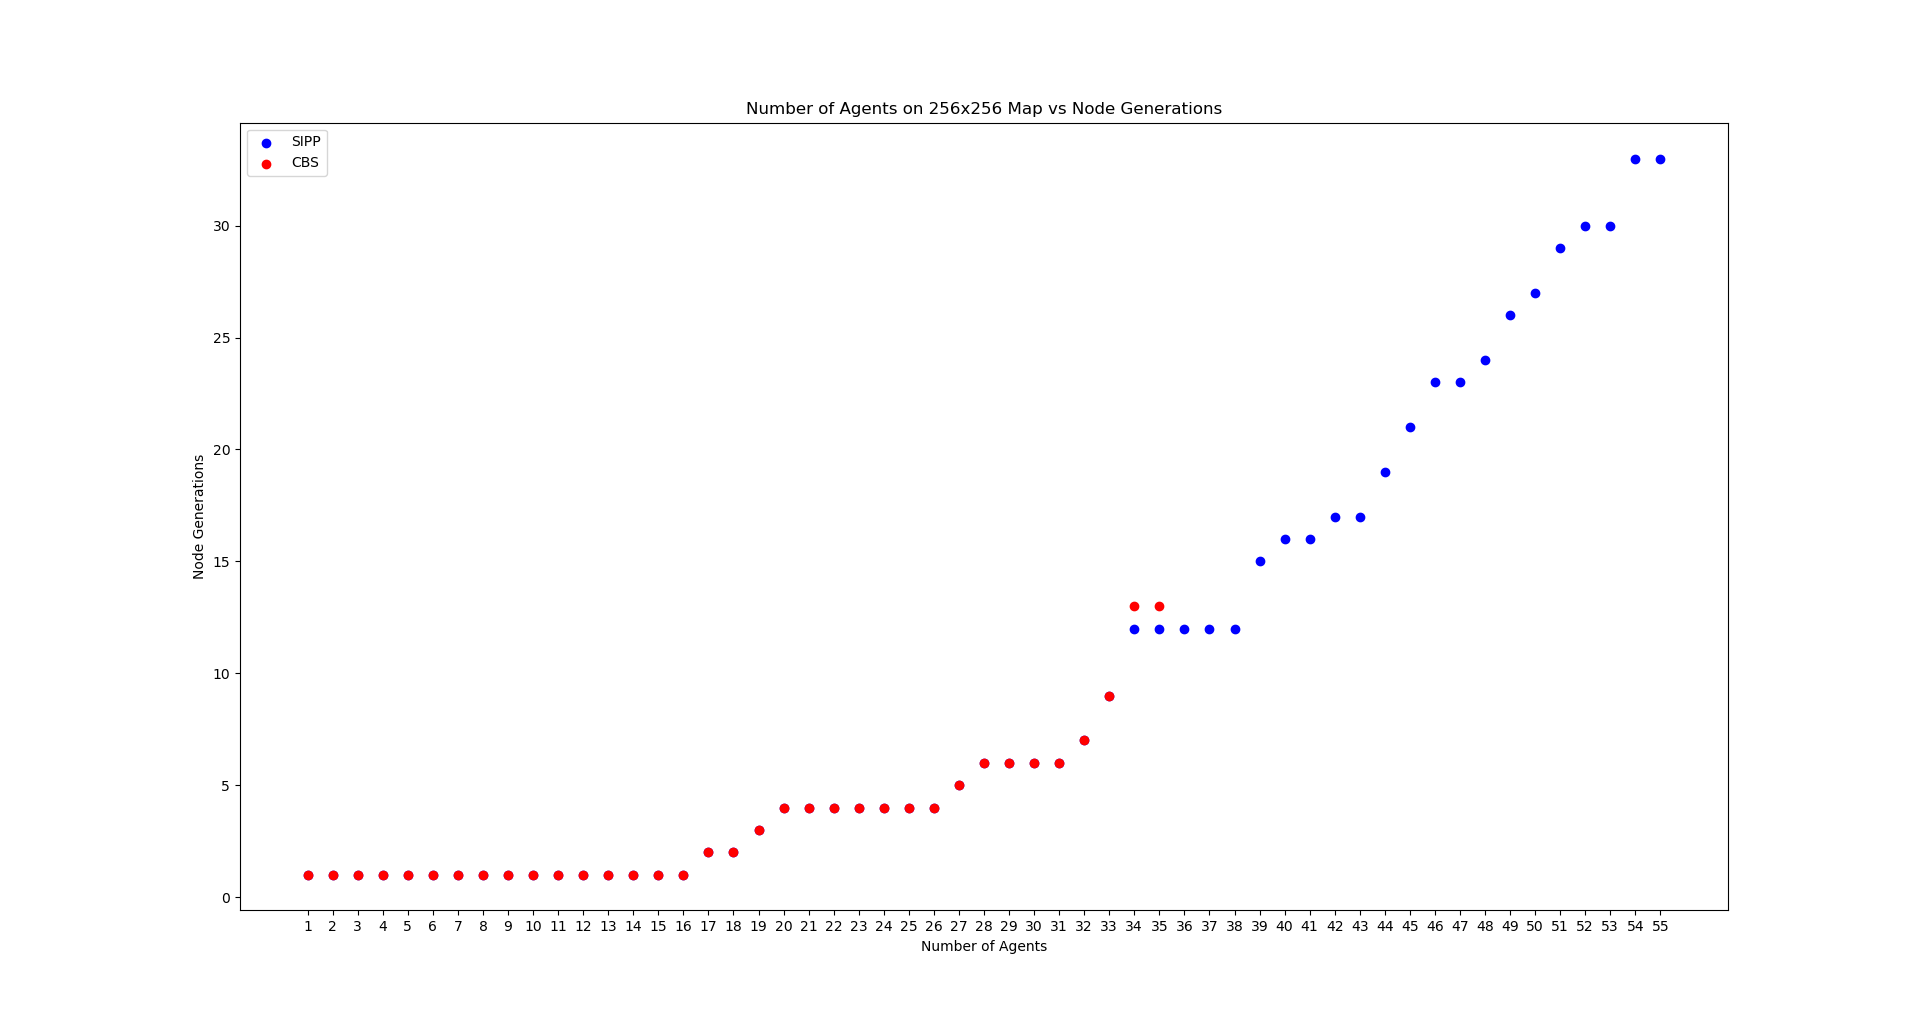 Number of Agents on 256x256 Map vs Node Generations
SIPP
CBS
Node Generations
30
25
20
15
10
5
0
1 2 3 4 5 6 7 8 9 10 11 12 13 14 15 16 17 18 19 20 21 22 23 24 25 26 27 28 29 30 31 32 33 34 35 36 37 38 39 40 41 42 43 44 45 46 47 48 49 50 51 52 53 54 55
Number of Agents